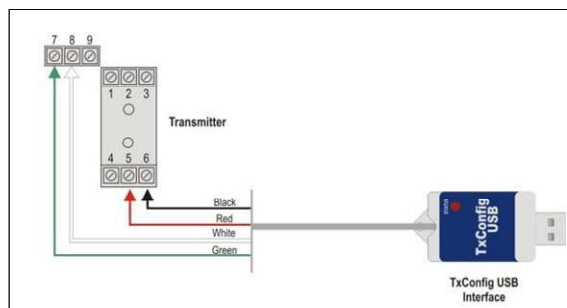 7 8 9
1 2 3
Transmitter
4 5 6
Black
Red
White
Green
status
TxConfig
USB
TxConfig USB
Interface